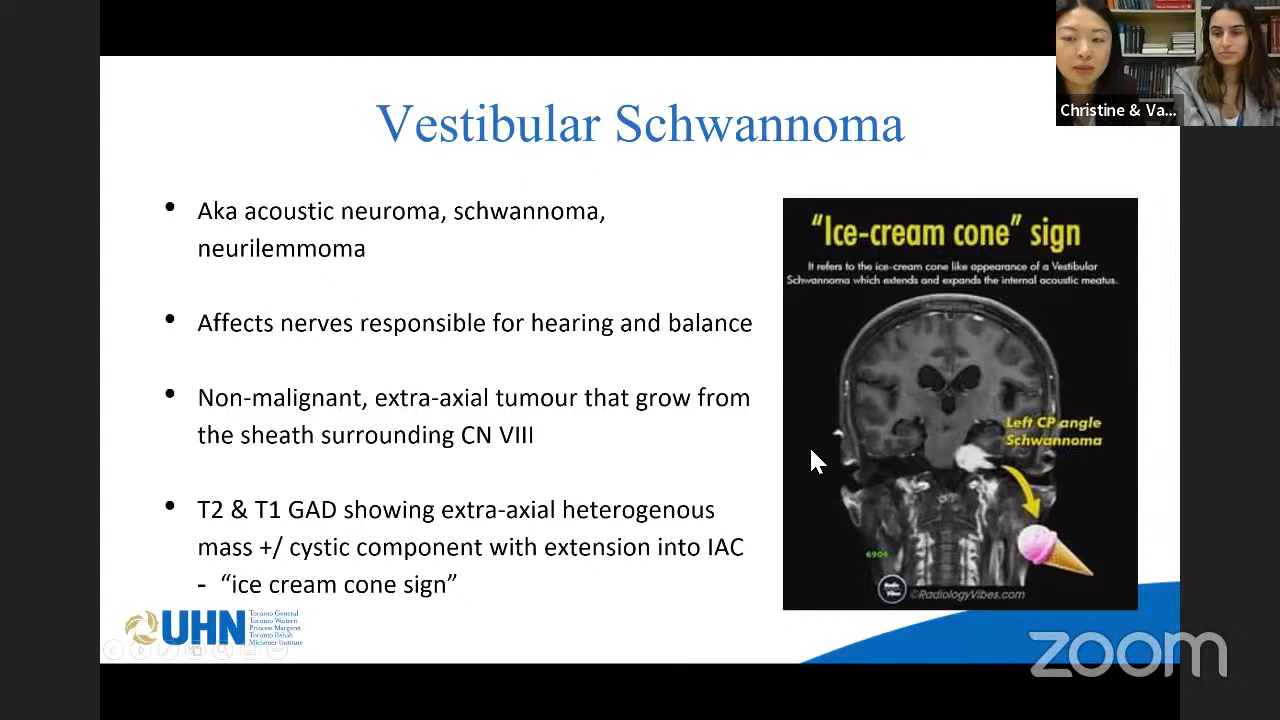 Christine & Va...
Vestibular Schwannoma
• Aka acoustic neuroma, schwannoma,
neurilemmoma
• Affects nerves responsible for hearing and balance
• Non-malignant, extra-axial tumour that grow from
the sheath surrounding CN VIII
• T2 & T1 GAD showing extra-axial heterogenous
mass +/ cystic component with extension into IAC
- “ice cream cone sign”
“Ice-cream cone” sign
It refers to the ice-cream cone like appearance of a Vestibular
Schwannoma which extends and expands the internal acoustic meatus.
Left CP angle
Schwannoma
6904
Radio
Vibes
©RadiologyVibes.com
UHN
Toronto General
Toronto Western
Princess Margaret
Toronto Rehab
Michener Institute
zoom